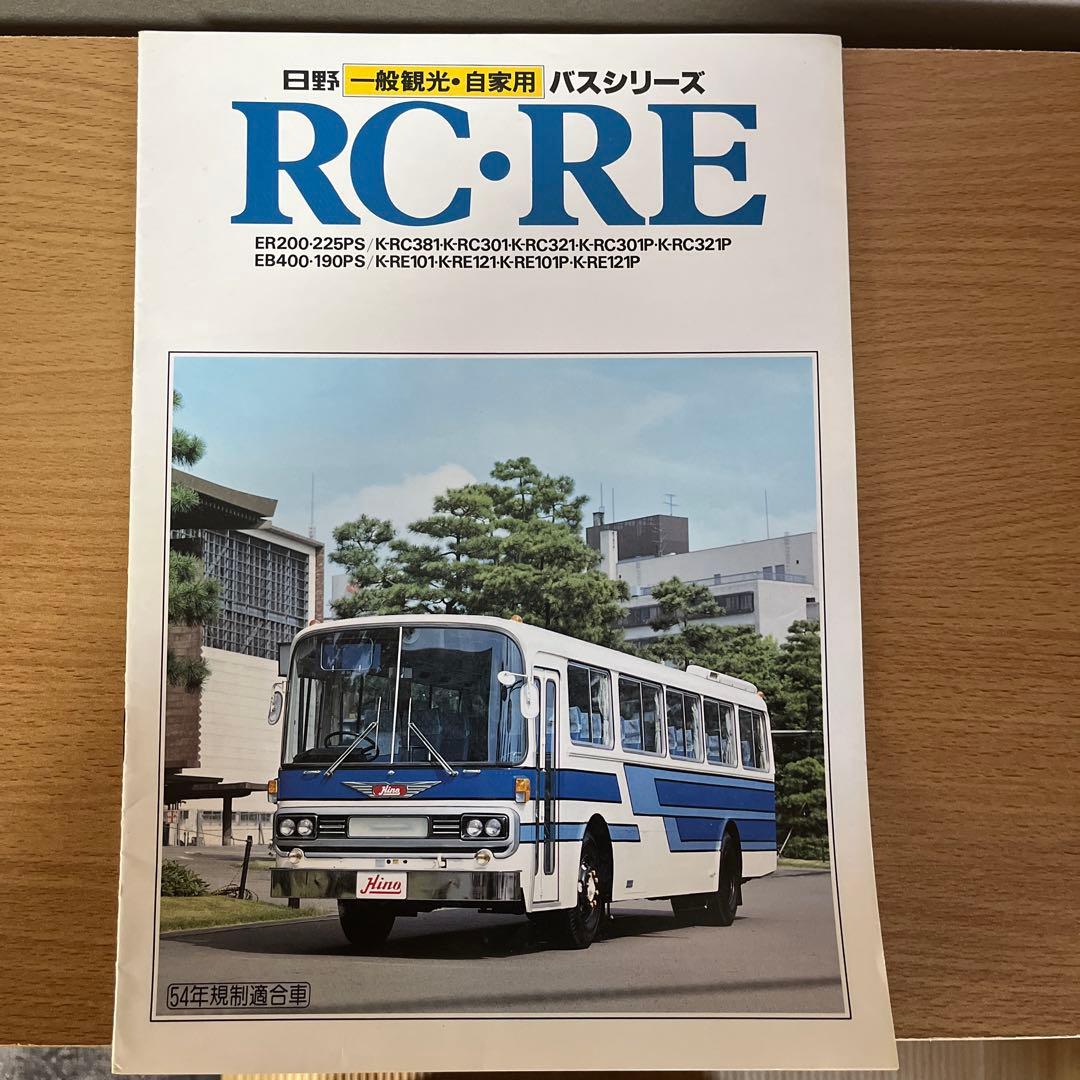 日野 一般観光・自家用 バスシリーズ
RC・RE
ER200・225PS/K-RC381・K-RC301・K-RC321・K-RC301P・K-RC321P
EB400・190PS/K-RE101・K-RE121・K-RE101P・K-RE121P
Hino
Hino
54年規制適合車